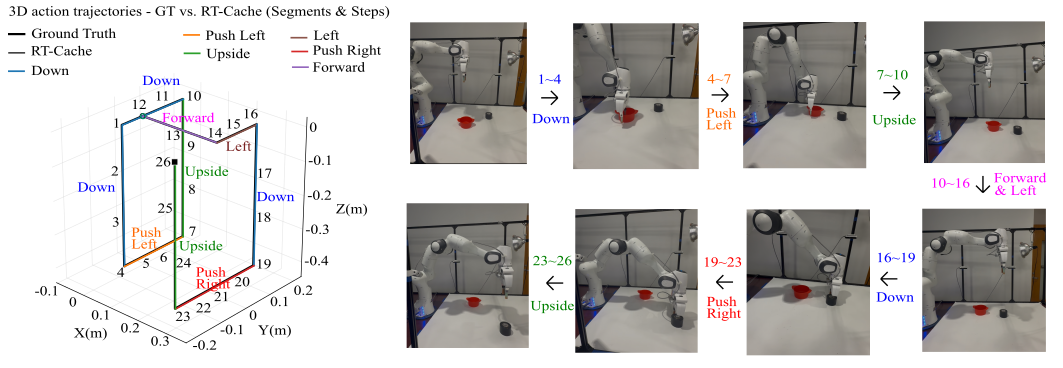 3D action trajectories - GT vs. RT-Cache (Segments & Steps)
Ground Truth
RT-Cache
Down
Push Left
Upside
Left
Push Right
Forward
Down
11 10
12
1
Forward
13
9
14
15
16
Left
26
Upside
2
8
17
Down
Down
18
3
25
Push
Left
7
Upside
4
5
6
24
19
20
Push
Right
21
22
23
0
-0.1
-0.2
-0.3
-0.4
Z(m)
-0.1
0
0.1
0.2
0.3
X(m)
-0.2
-0.1
0
0.1
0.2
Y(m)
1~4
Down
4~7
Push
Left
7~10
Upside
10~16
Forward
& Left
16~19
Down
19~23
Push
Right
23~26
Upside